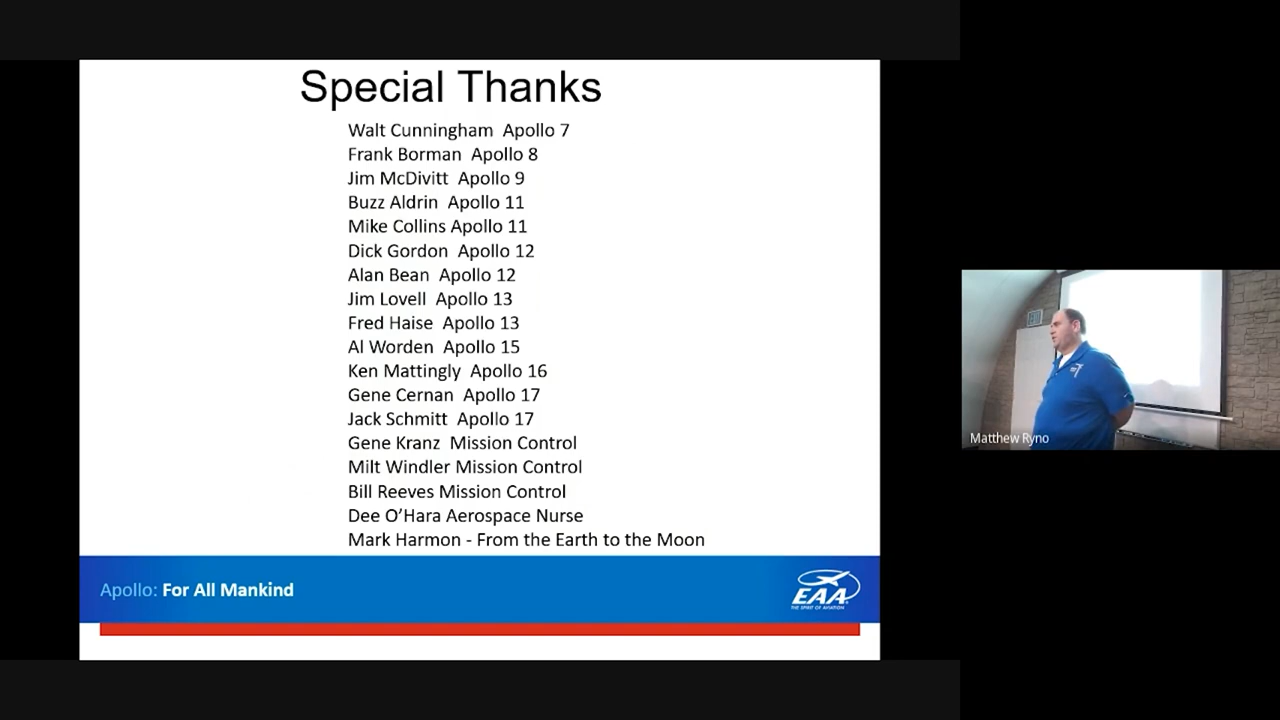 Special Thanks
Walt Cunningham  Apollo 7
Frank Borman  Apollo 8
Jim McDivitt  Apollo 9
Buzz Aldrin  Apollo 11
Mike Collins Apollo 11
Dick Gordon  Apollo 12
Alan Bean  Apollo 12
Jim Lovell  Apollo 13
Fred Haise  Apollo 13
Al Worden  Apollo 15
Ken Mattingly  Apollo 16
Gene Cernan  Apollo 17
Jack Schmitt  Apollo 17
Gene Kranz  Mission Control
Milt Windler Mission Control
Bill Reeves Mission Control
Dee O’Hara Aerospace Nurse
Mark Harmon - From the Earth to the Moon
Apollo: For All Mankind
EAA
THE SPIRIT OF AVIATION
Matthew Ryno